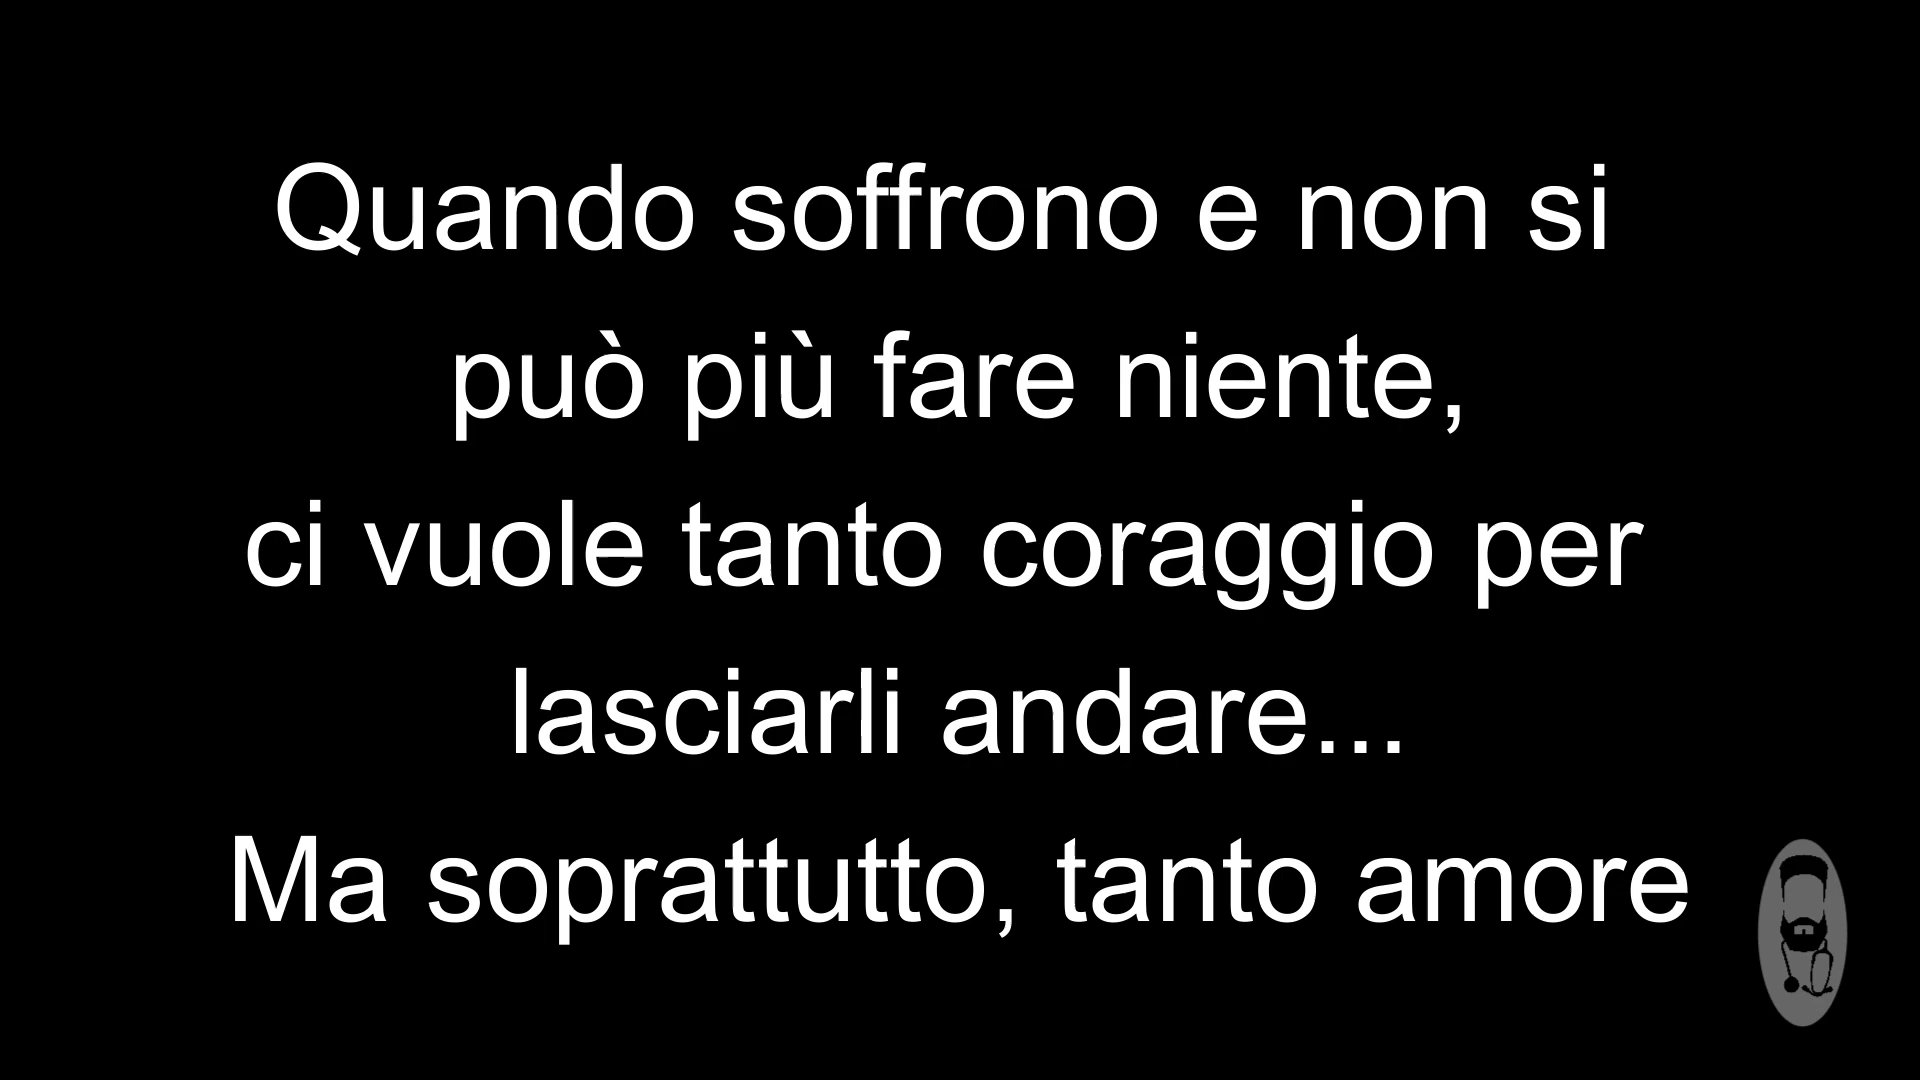 Quando soffrono e non si
può più fare niente,
ci vuole tanto coraggio per
lasciarli andare...
Ma soprattutto, tanto amore